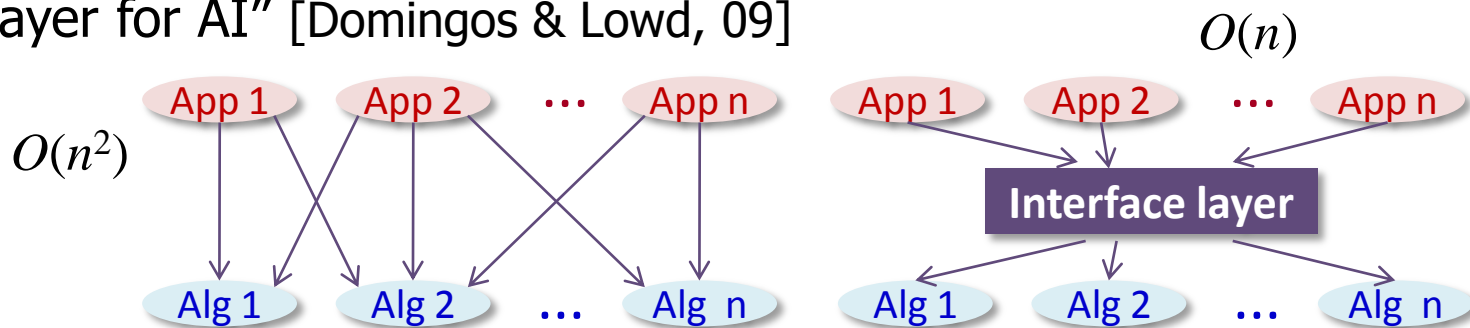 ayer for AI” [Domingos & Lowd, 09]
O(n)
App 1 App 2 ... App n App 1 App 2 ... App n
O(n²)
Interface layer
Alg 1 Alg 2 ... Alg n Alg 1 Alg 2 ... Alg n